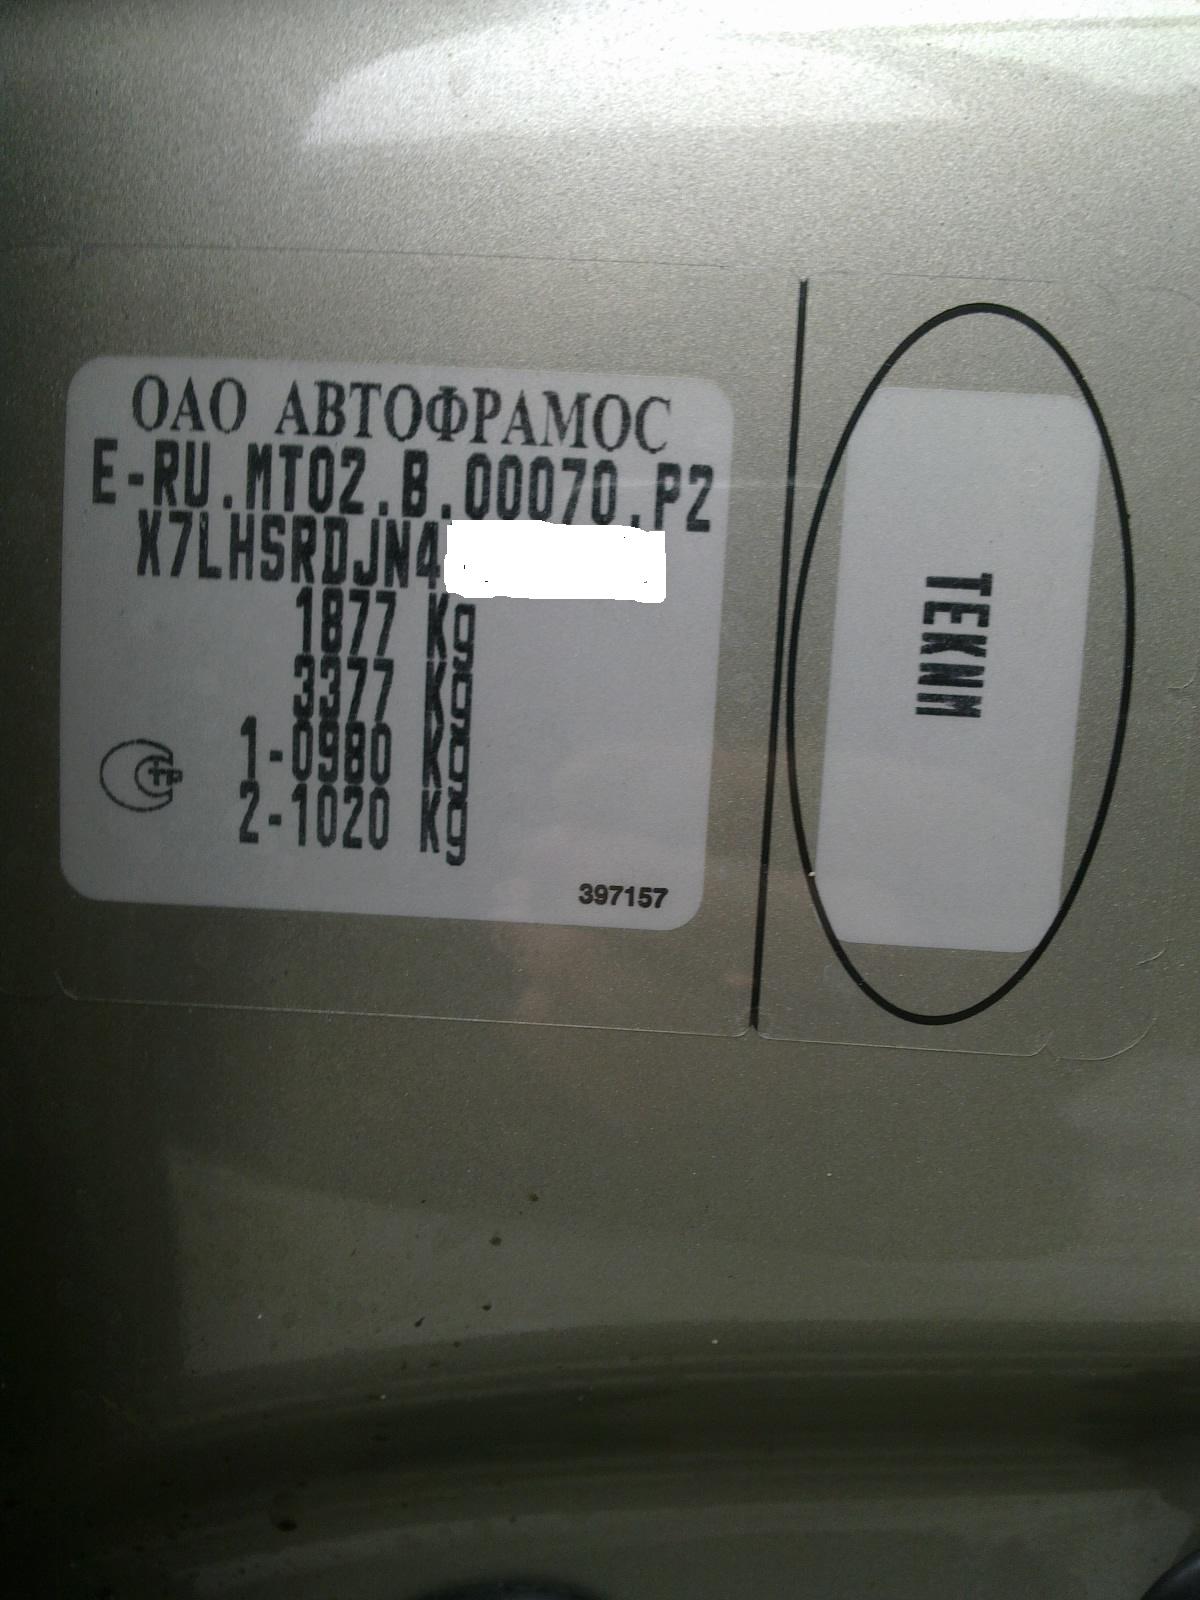 ОАО АВТОФРАМОС
E-RU.MT02.B.00070.P2
X7LHSRDJN4
1877 Kg
3377 Kg
1-0980 Kg
2-1020 Kg
397157
TEKNM